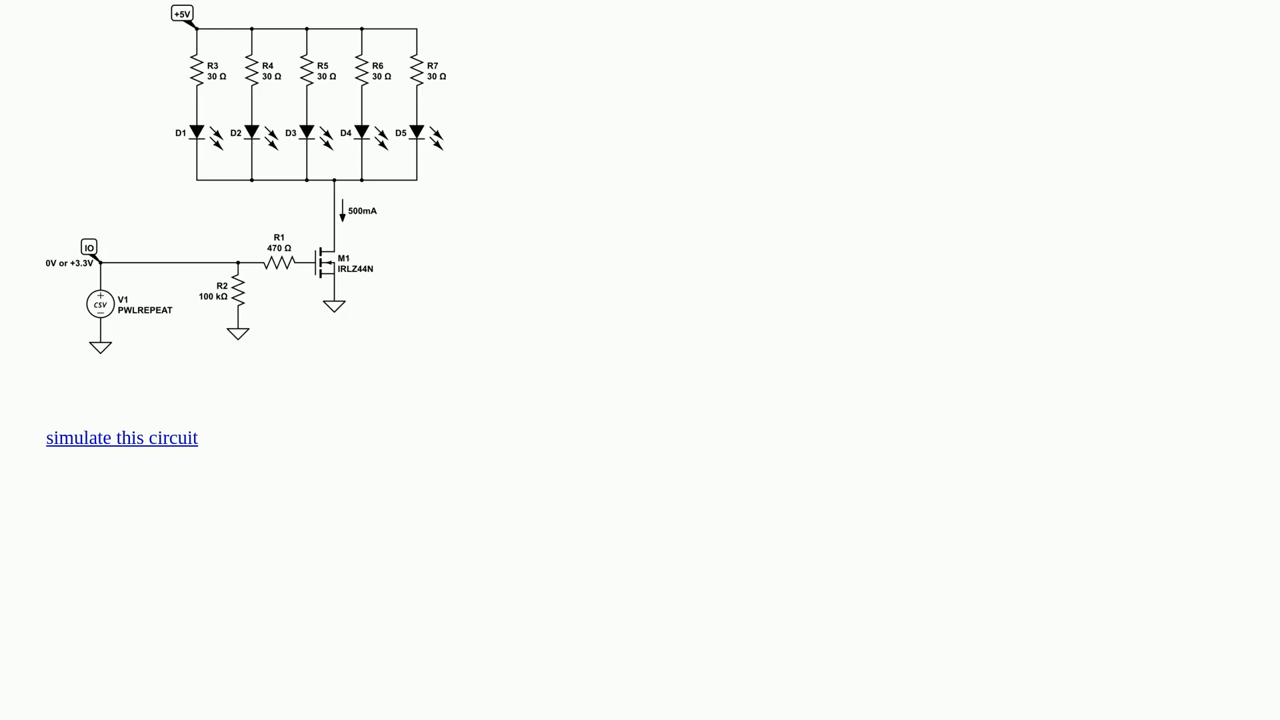 +5V
R3
30 Ω
R4
30 Ω
R5
30 Ω
R6
30 Ω
R7
30 Ω
D1
D2
D3
D4
D5
500mA
R1
470 Ω
IO
0V or +3.3V
M1
IRLZ44N
R2
100 kΩ
CSV
V1
PWLREPEAT
simulate this circuit